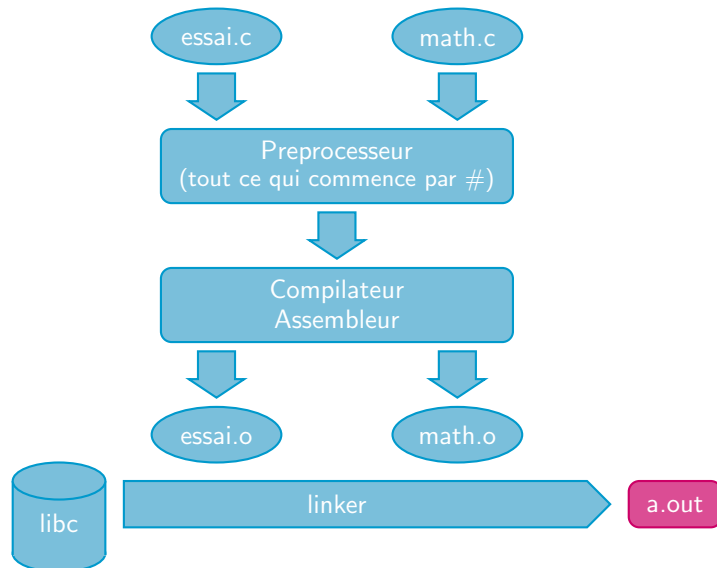 essai.c
math.c
Preprocesseur
(tout ce qui commence par #)
Compilateur
Assembleur
essai.o
math.o
libc
linker
a.out